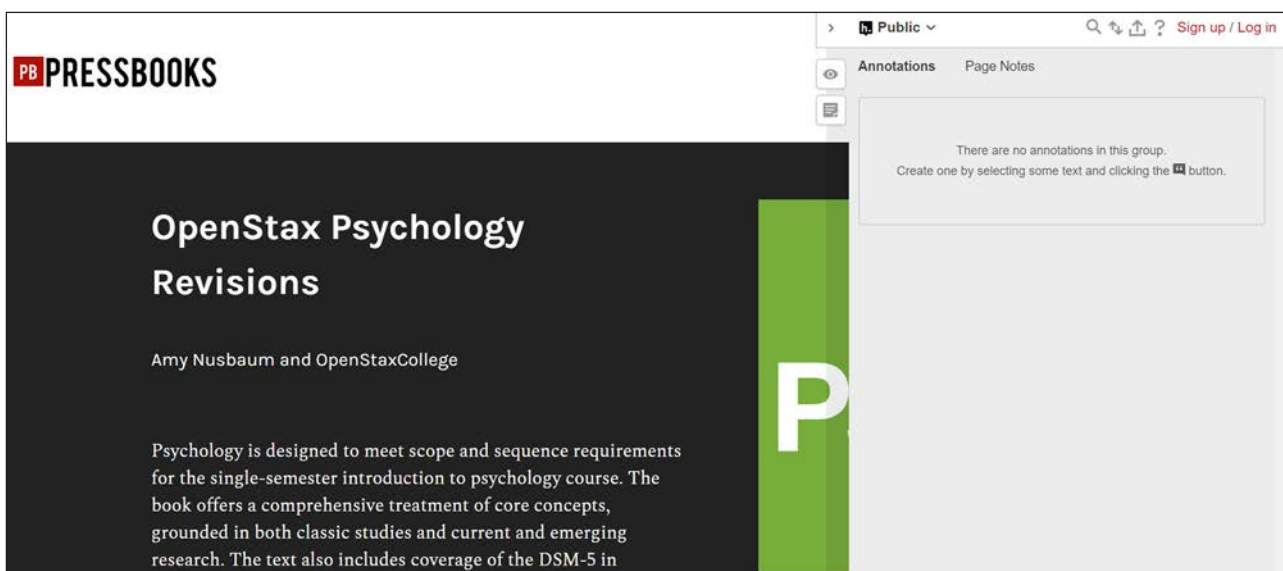 PB PRESSBOOKS
OpenStax Psychology
Revisions
Amy Nusbaum and OpenStaxCollege
Psychology is designed to meet scope and sequence requirements
for the single-semester introduction to psychology course. The
book offers a comprehensive treatment of core concepts,
grounded in both classic studies and current and emerging
research. The text also includes coverage of the DSM-5 in
P
h. Public
? Sign up / Log in
Annotations Page Notes
There are no annotations in this group.
Create one by selecting some text and clicking the button.